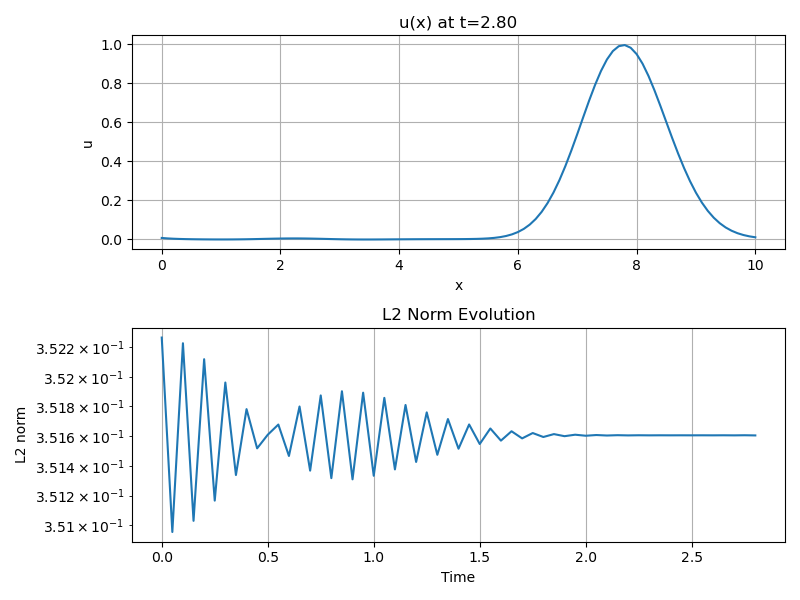 u(x) at t=2.80
u
1.0
0.8
0.6
0.4
0.2
0.0
0 2 4 6 8 10
x
L2 Norm Evolution
L2 norm
3.522 × 10⁻¹
3.52 × 10⁻¹
3.518 × 10⁻¹
3.516 × 10⁻¹
3.514 × 10⁻¹
3.512 × 10⁻¹
3.51 × 10⁻¹
0.0 0.5 1.0 1.5 2.0 2.5
Time